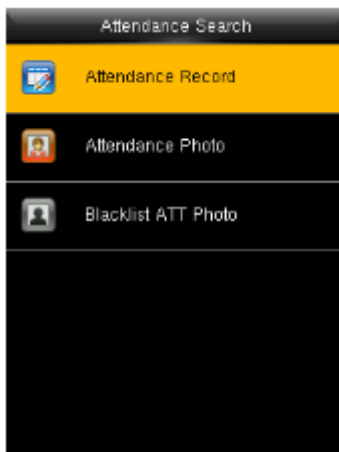 Attendance Search
Attendance Record
Attendance Photo
Blacklist ATT Photo